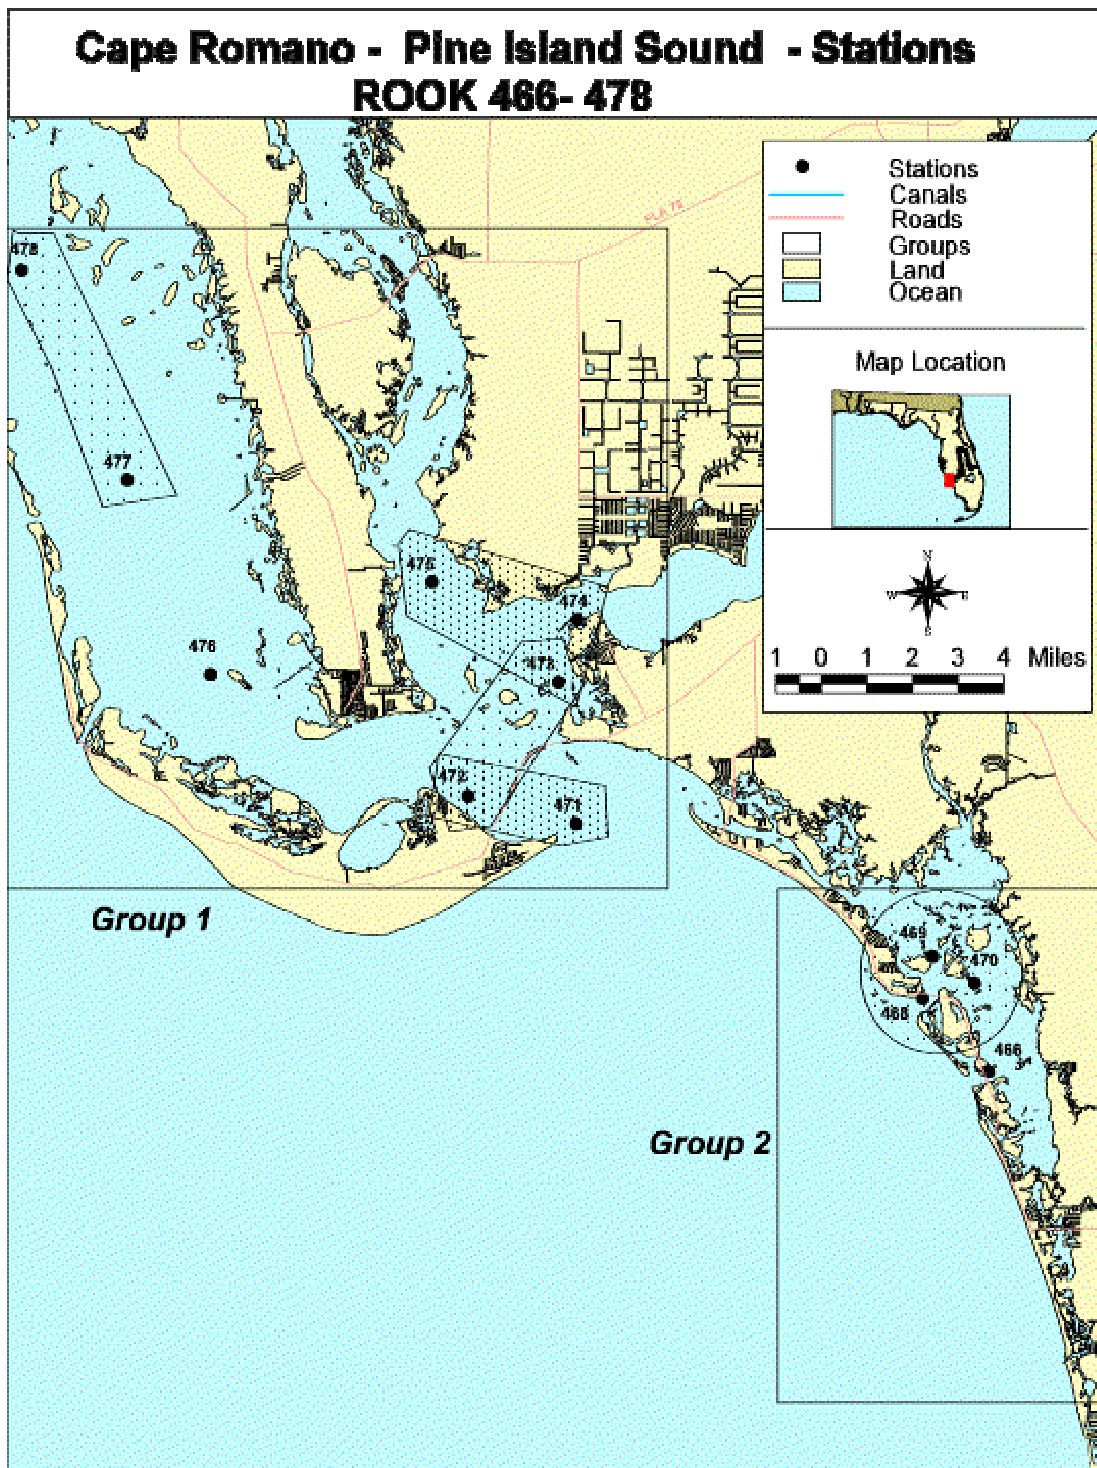 Cape Romano - Pine Island Sound - Stations
ROOK 466- 478
Stations
Canals
Roads
Groups
Land
Ocean
FLA 78
478
Map Location
477
N
W E
S
475
474
476
473
1 0 1 2 3 4 Miles
472
471
Group 1
469
470
468
466
Group 2